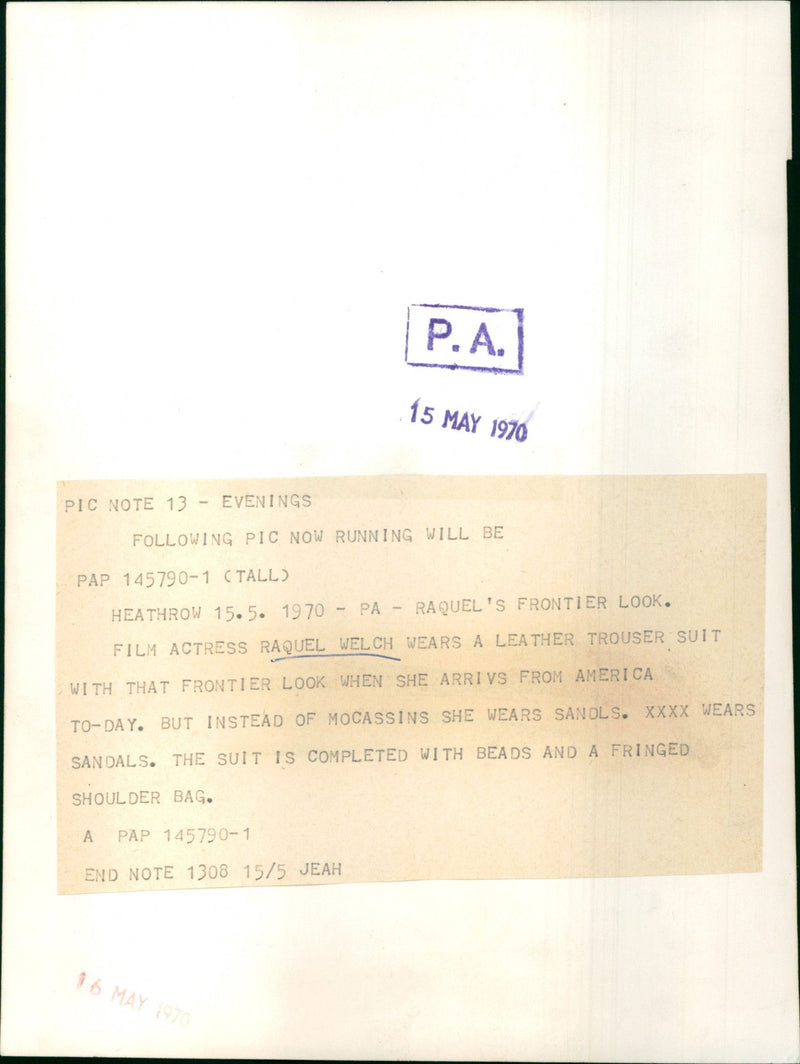 P.A.
15 MAY 1970
PIC NOTE 13 - EVENINGS
FOLLOWING PIC NOW RUNNING WILL BE
PAP 145790-1 (TALL)
HEATHROW 15.5. 1970 - PA - RAQUEL'S FRONTIER LOOK.
FILM ACTRESS RAQUEL WELCH WEARS A LEATHER TROUSER SUIT
WITH THAT FRONTIER LOOK WHEN SHE ARRIVS FROM AMERICA
TO-DAY. BUT INSTEAD OF MOCASSINS SHE WEARS SANDLS. XXXX WEARS
SANDALS. THE SUIT IS COMPLETED WITH BEADS AND A FRINGED
SHOULDER BAG.
A PAP 145790-1
END NOTE 1308 15/5 JEAH
16 MAY 1970